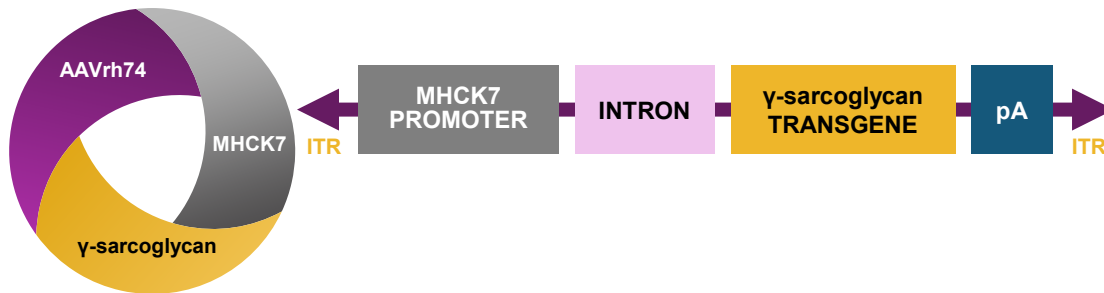 AAVrh74
MHCK7
γ-sarcoglycan
ITR
MHCK7
PROMOTER
INTRON
γ-sarcoglycan
TRANSGENE
pA
ITR